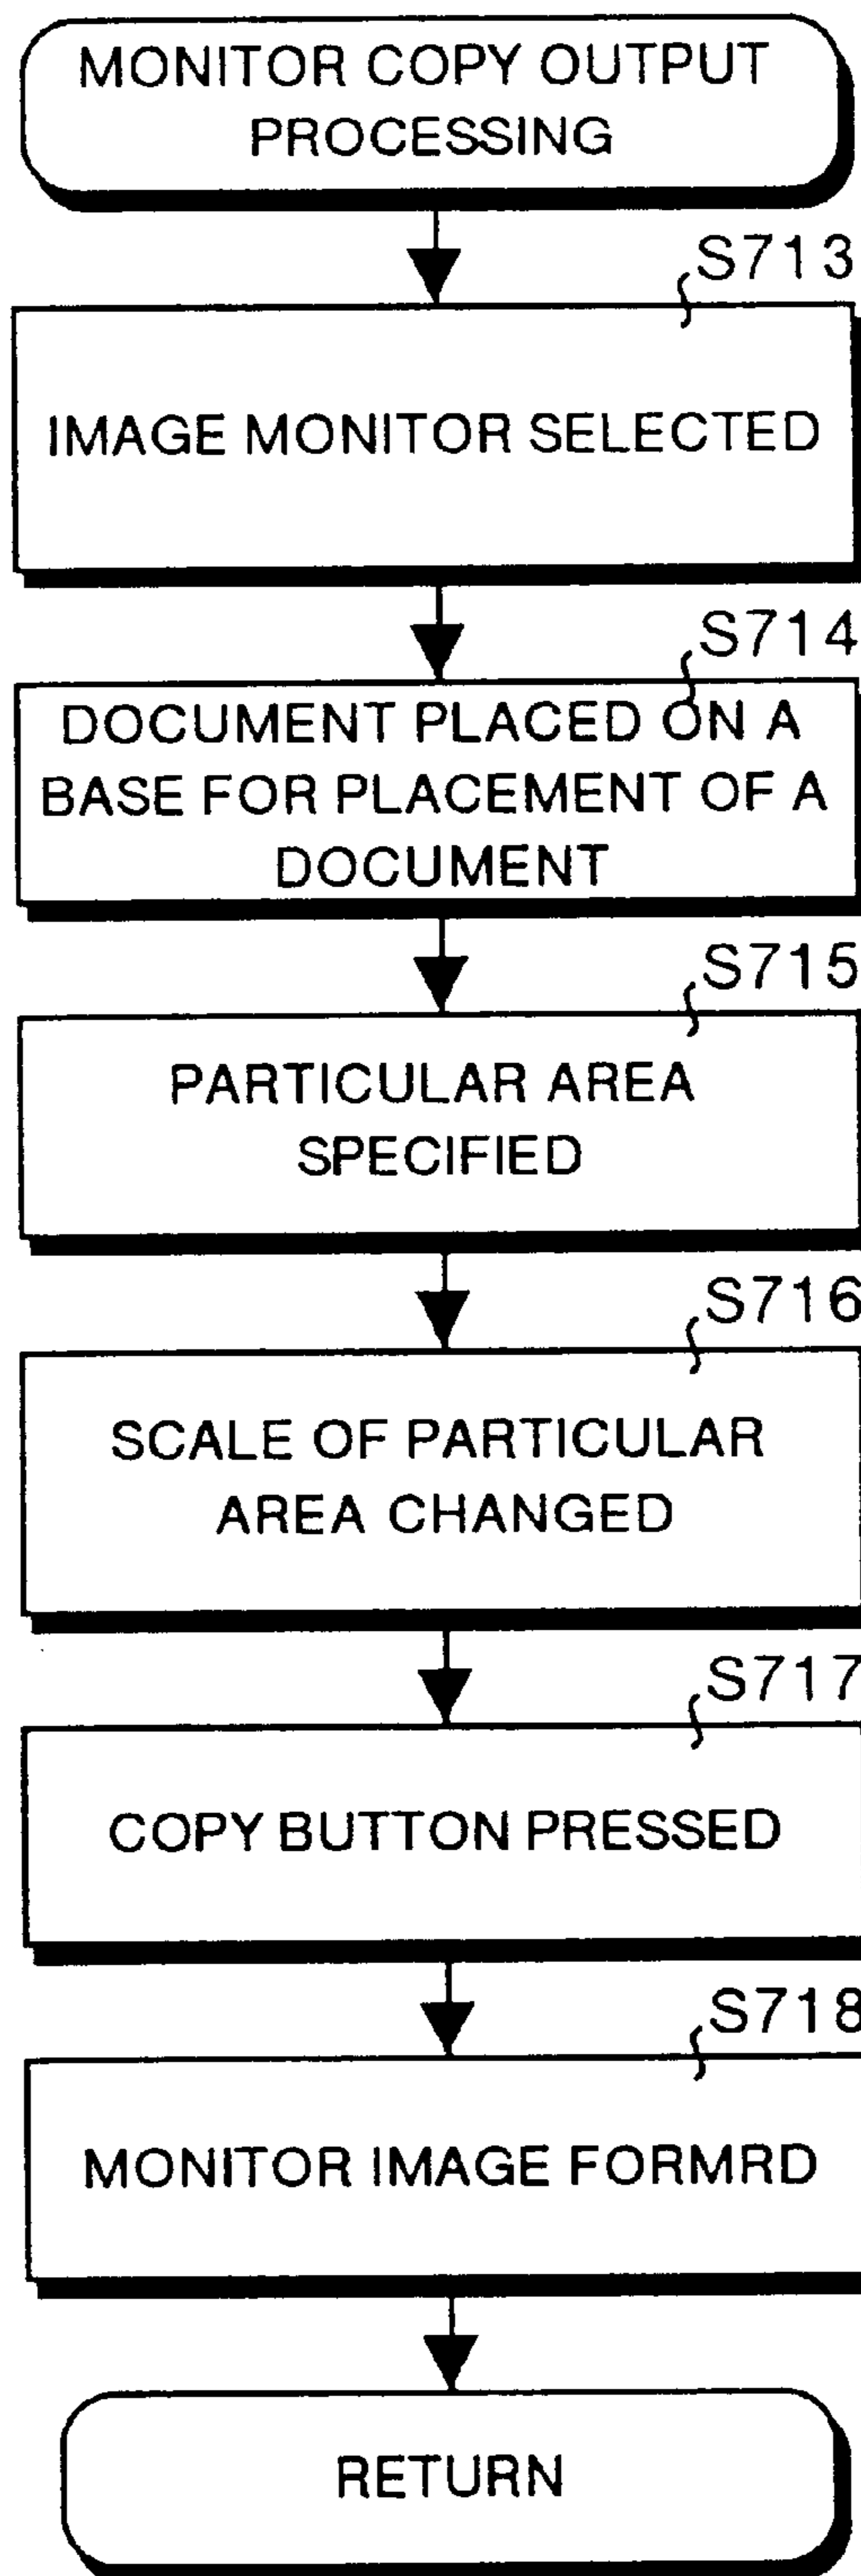 MONITOR COPY OUTPUT
PROCESSING
S713
IMAGE MONITOR SELECTED
S714
DOCUMENT PLACED ON A
BASE FOR PLACEMENT OF A
DOCUMENT
S715
PARTICULAR AREA
SPECIFIED
S716
SCALE OF PARTICULAR
AREA CHANGED
S717
COPY BUTTON PRESSED
S718
MONITOR IMAGE FORMRD
RETURN